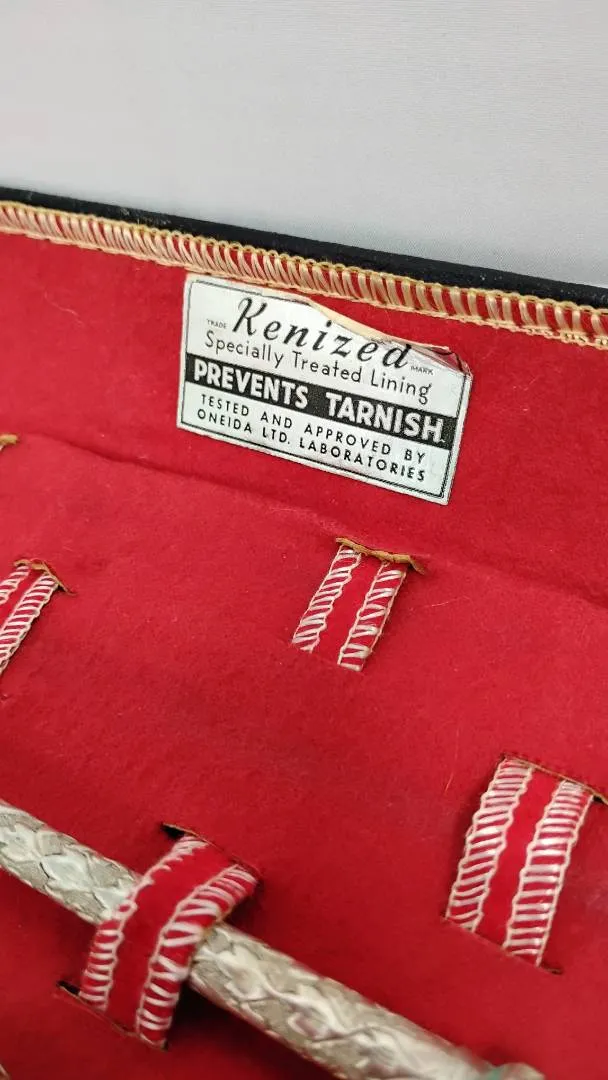 Kenized
TRADE MARK
Specially Treated Lining
PREVENTS TARNISH
TESTED AND APPROVED BY
ONEIDA LTD. LABORATORIES